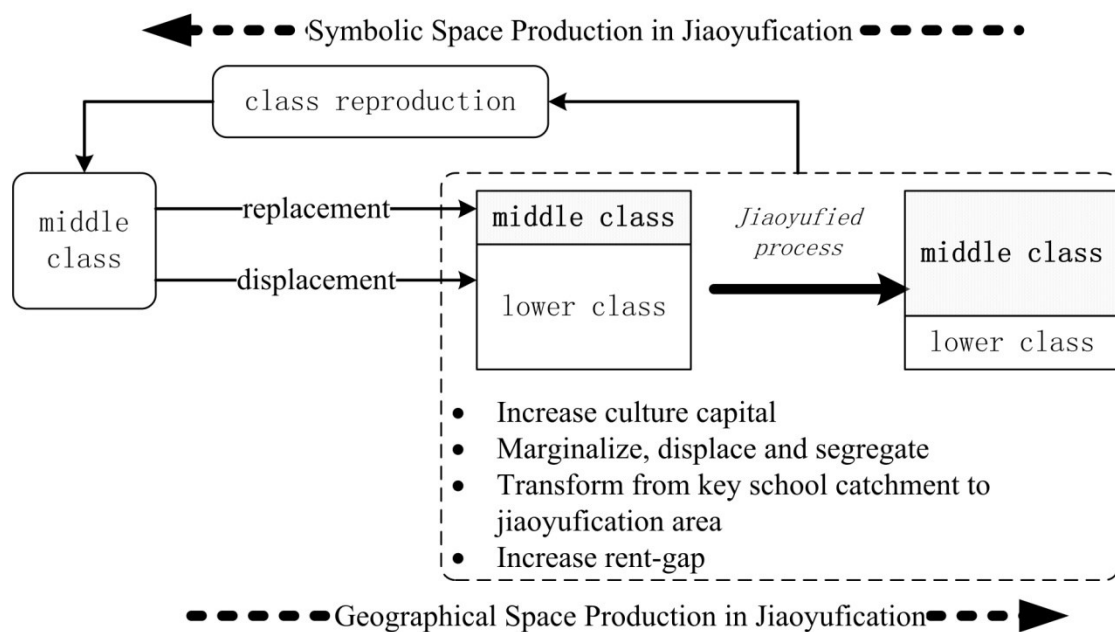 Symbolic Space Production in Jiaoyufication
class reproduction
middle
class
replacement
displacement
middle class
lower class
Jiaoyufied
process
middle class
lower class
• Increase culture capital
• Marginalize, displace and segregate
• Transform from key school catchment to
jiaoyufication area
• Increase rent-gap
Geographical Space Production in Jiaoyufication